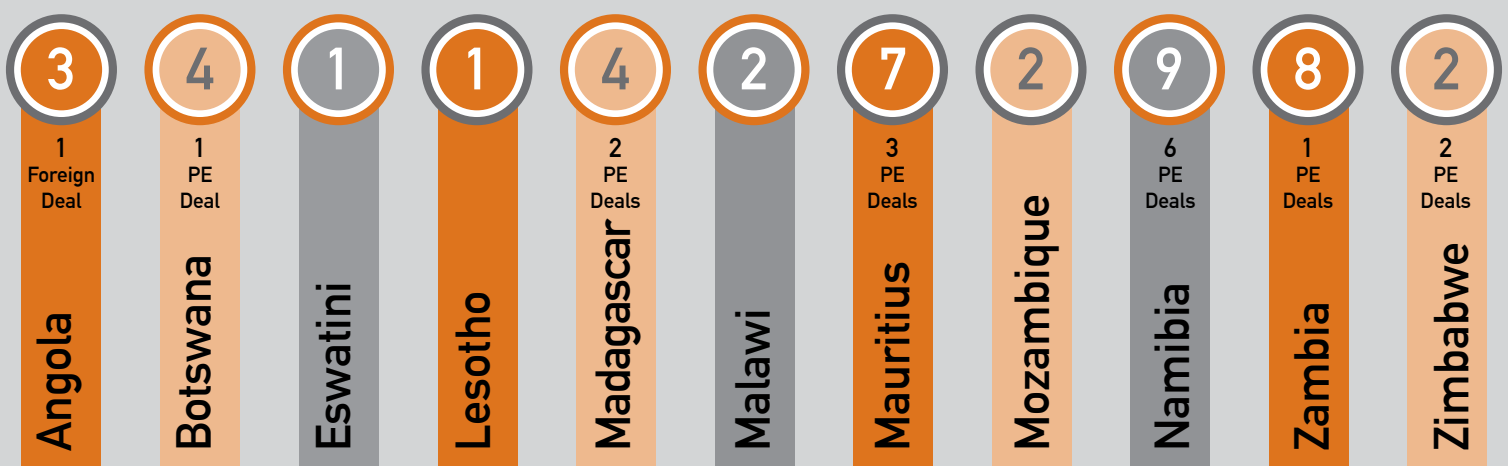 3
1
Foreign
Deal
Angola
4
1
PE
Deal
Botswana
1
Eswatini
1
Lesotho
4
2
PE
Deals
Madagascar
2
Malawi
7
3
PE
Deals
Mauritius
2
Mozambique
9
6
PE
Deals
Namibia
8
1
PE
Deals
Zambia
2
2
PE
Deals
Zimbabwe